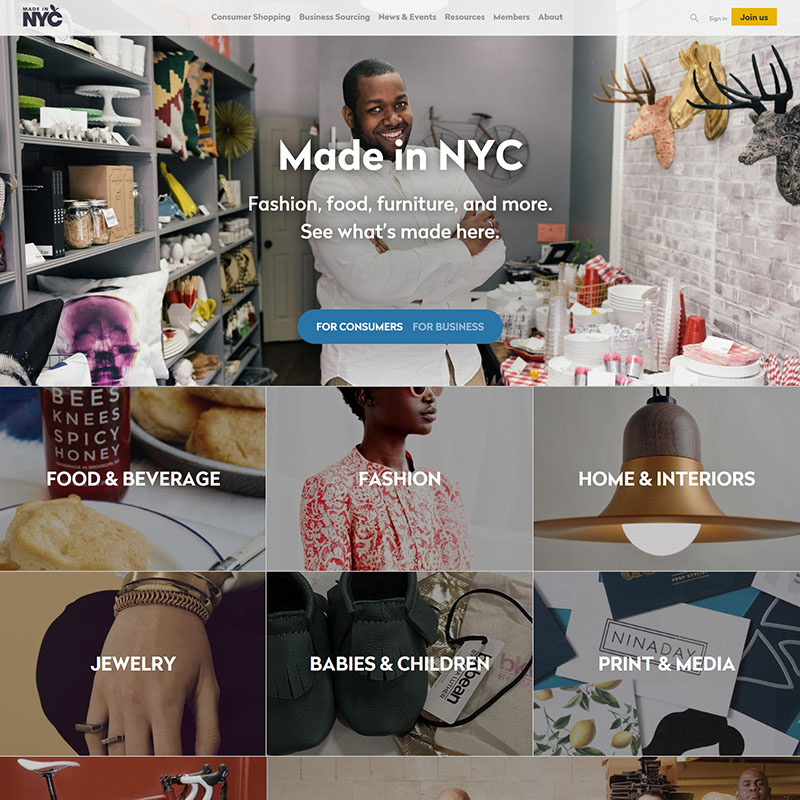 MADE IN
NYC
Consumer Shopping Business Sourcing News & Events Resources Members About
Sign in Join us
Made in NYC
Fashion, food, furniture, and more.
See what's made here.
FOR CONSUMERS FOR BUSINESS
BEES
KNEES
SPICY
HONEY
FOOD & BEVERAGE
FASHION
HOME & INTERIORS
PROP STYLIST
NINADAY
JEWELRY
BABIES & CHILDREN
PRINT & MEDIA